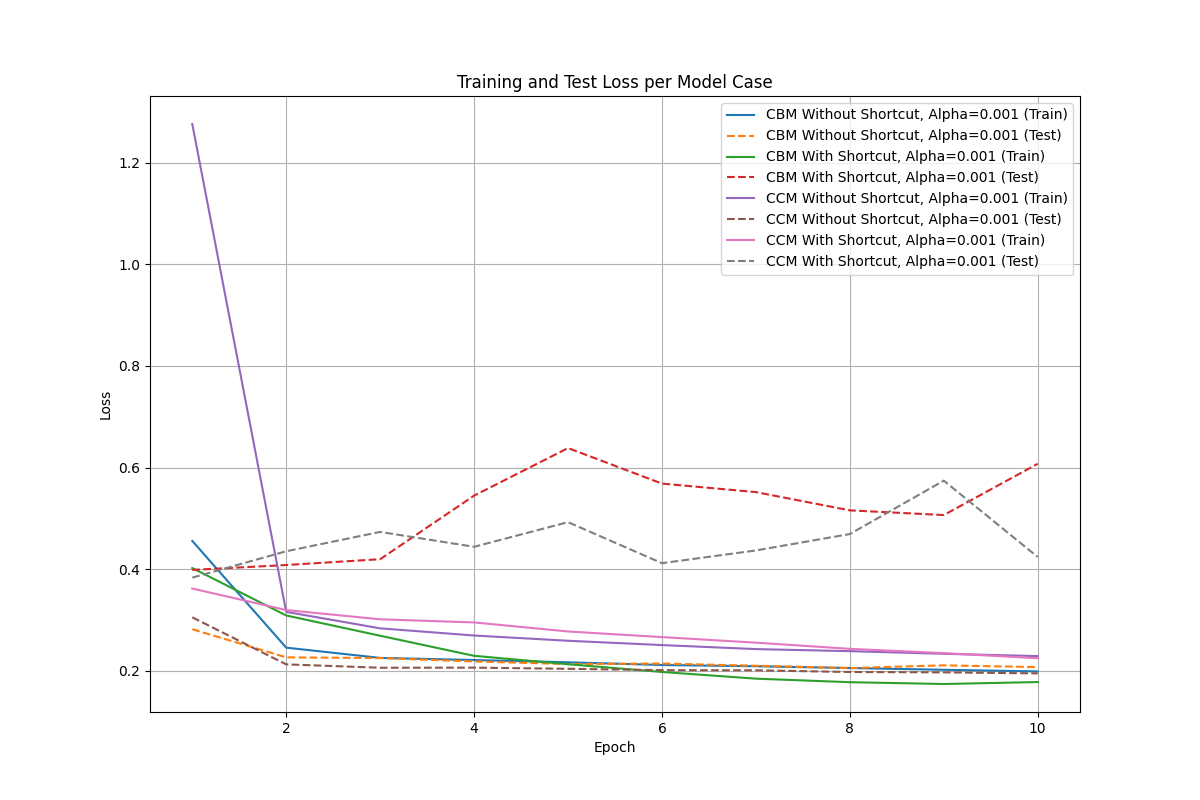 Training and Test Loss per Model Case
CBM Without Shortcut, Alpha=0.001 (Train)
CBM Without Shortcut, Alpha=0.001 (Test)
CBM With Shortcut, Alpha=0.001 (Train)
CBM With Shortcut, Alpha=0.001 (Test)
CCM Without Shortcut, Alpha=0.001 (Train)
CCM Without Shortcut, Alpha=0.001 (Test)
CCM With Shortcut, Alpha=0.001 (Train)
CCM With Shortcut, Alpha=0.001 (Test)
1.2
1.0
0.8
0.6
0.4
0.2
Loss
2 4 6 8 10
Epoch